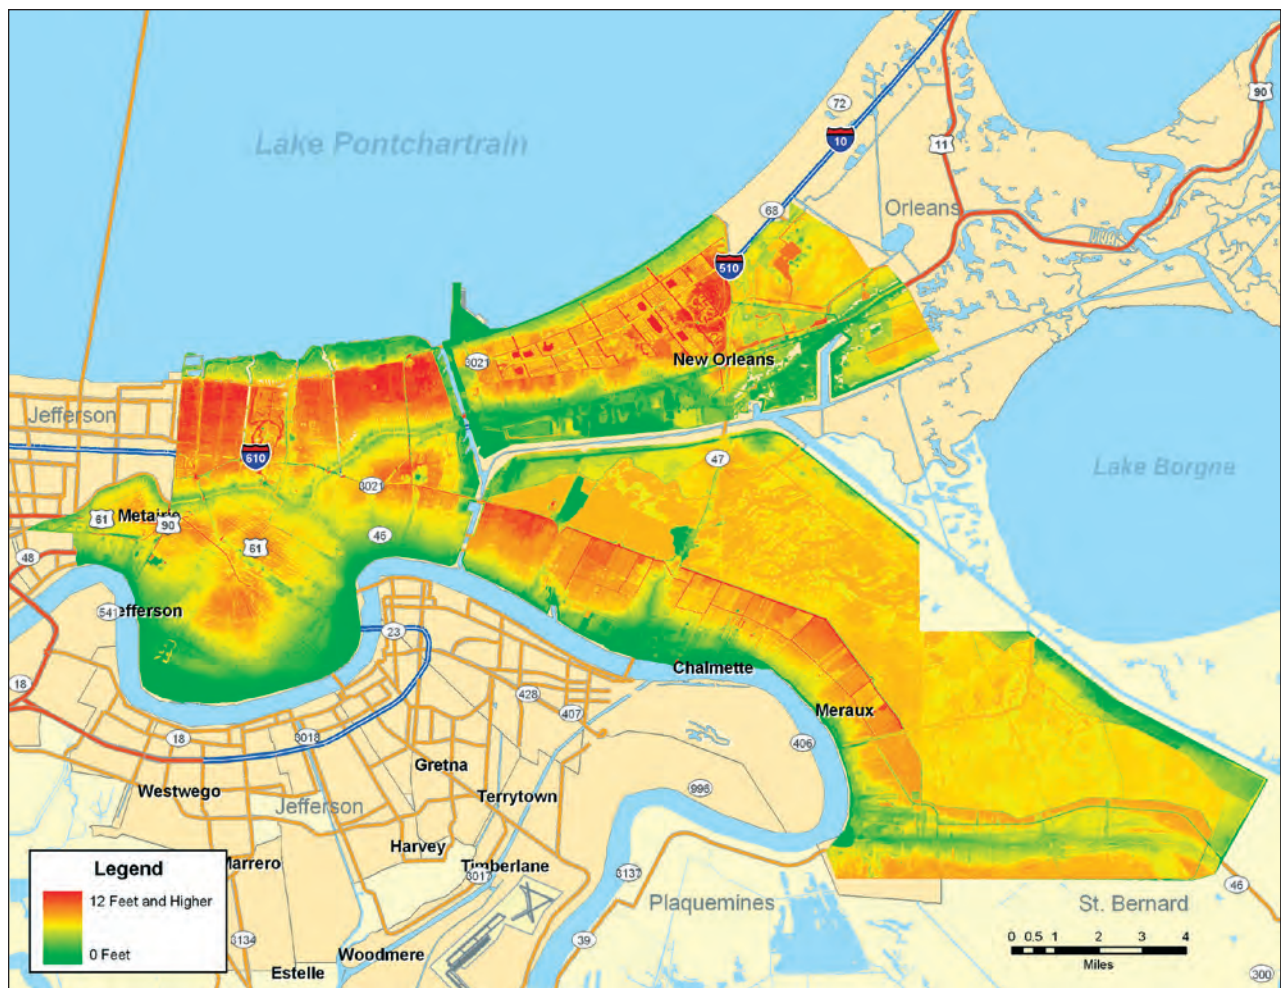 72
90
10
11
Lake Pontchartrain
68
Orleans
510
New Orleans
3021
Jefferson
610
47
Lake Borgne
3021
61
Metairie
90
46
61
48
541
Jefferson
23
Chalmette
18
428
407
Meraux
18
3018
406
Gretna
Westwego
Terrytown
996
Jefferson
Harvey
Marrero
Timberlane
3017
3137
46
Plaquemines
St. Bernard
3134
39
Woodmere
Estelle
300
Legend
12 Feet and Higher
0 Feet
0 0.5 1 2 3 4
Miles